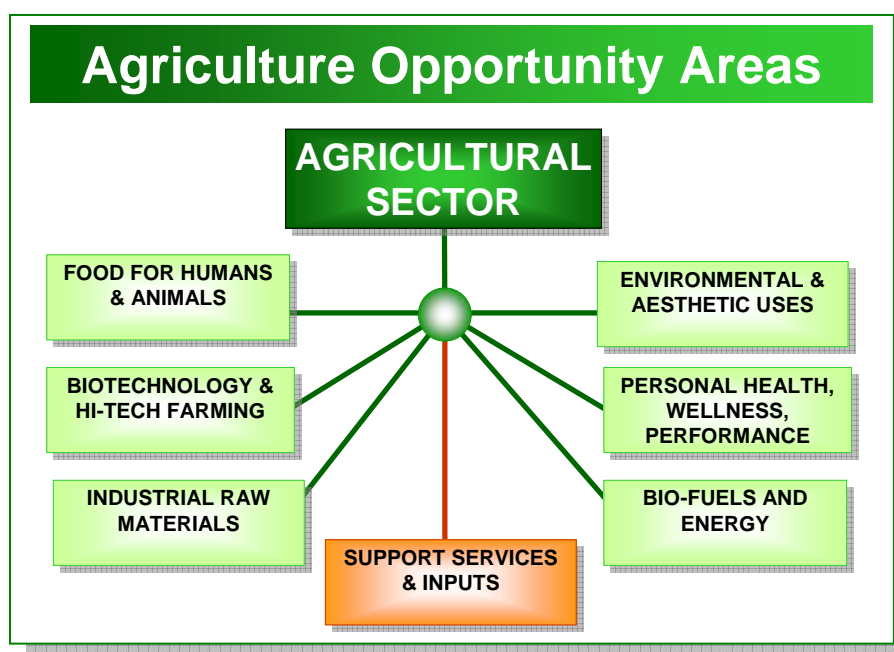 Agriculture Opportunity Areas
AGRICULTURAL
SECTOR
FOOD FOR HUMANS
& ANIMALS
ENVIRONMENTAL &
AESTHETIC USES
BIOTECHNOLOGY &
HI-TECH FARMING
PERSONAL HEALTH,
WELLNESS,
PERFORMANCE
INDUSTRIAL RAW
MATERIALS
BIO-FUELS AND
ENERGY
SUPPORT SERVICES
& INPUTS